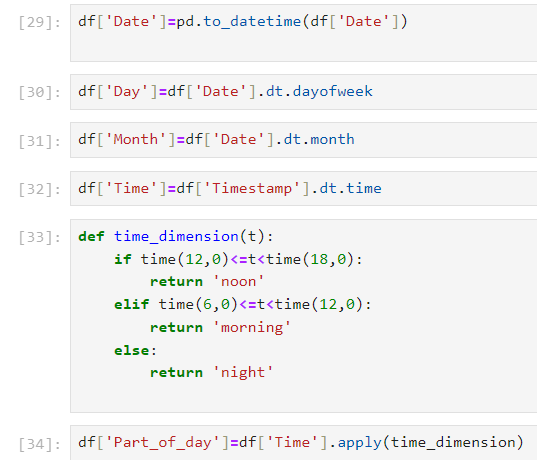 [29]: df['Date']=pd.to_datetime(df['Date'])
[30]: df['Day']=df['Date'].dt.dayofweek
[31]: df['Month']=df['Date'].dt.month
[32]: df['Time']=df['Timestamp'].dt.time
[33]: def time_dimension(t):
    if time(12,0)<=t<time(18,0):
        return 'noon'
    elif time(6,0)<=t<time(12,0):
        return 'morning'
    else:
        return 'night'
[34]: df['Part_of_day']=df['Time'].apply(time_dimension)